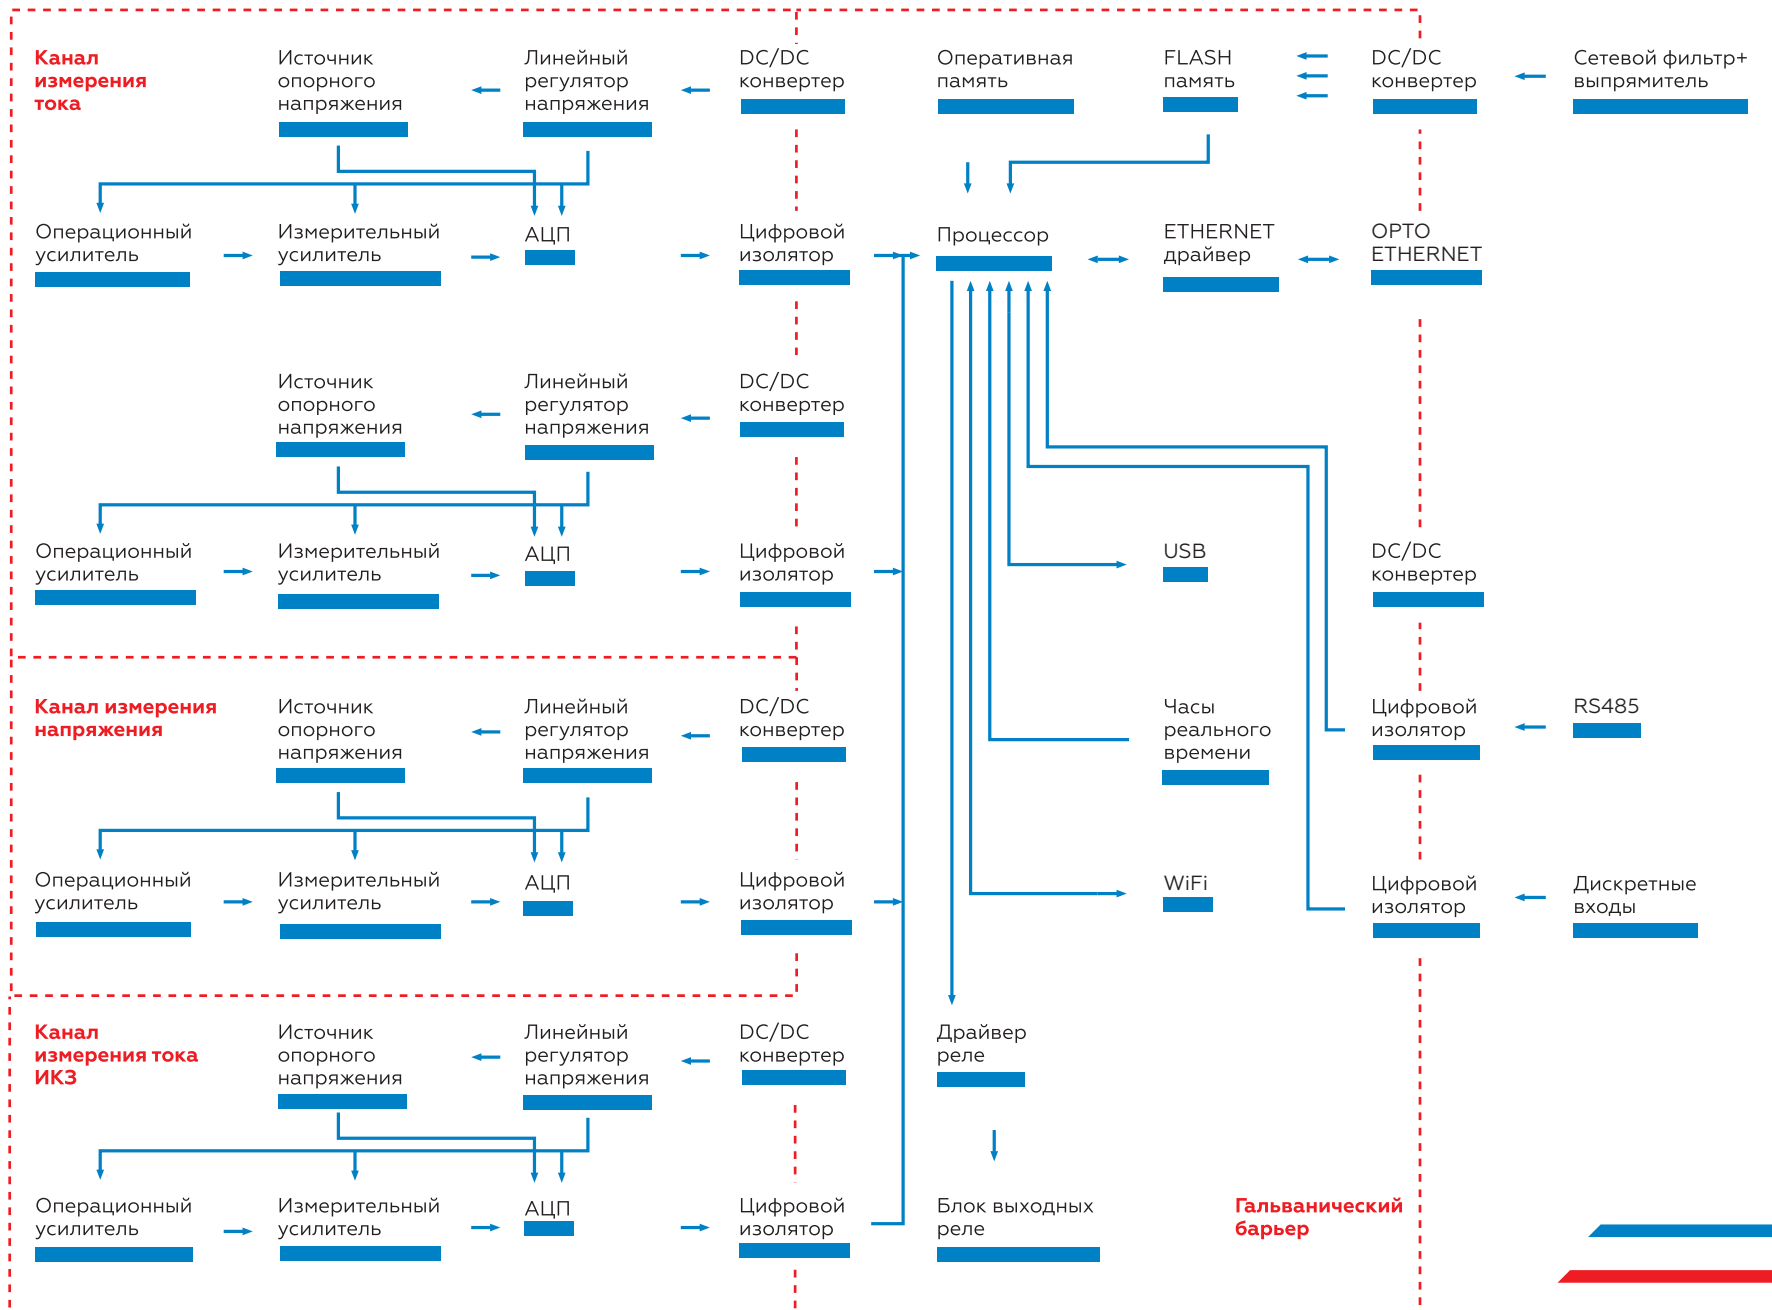 Канал
измерения
тока
Источник
опорного
напряжения
Линейный
регулятор
напряжения
DC/DC
конвертер
Оперативная
память
FLASH
память
DC/DC
конвертер
Сетевой фильтр+
выпрямитель
Операционный
усилитель
Измерительный
усилитель
АЦП
Цифровой
изолятор
Процессор
ETHERNET
драйвер
OPTO
ETHERNET
Источник
опорного
напряжения
Линейный
регулятор
напряжения
DC/DC
конвертер
Операционный
усилитель
Измерительный
усилитель
АЦП
Цифровой
изолятор
USB
DC/DC
конвертер
Канал измерения
напряжения
Источник
опорного
напряжения
Линейный
регулятор
напряжения
DC/DC
конвертер
Часы
реального
времени
Цифровой
изолятор
RS485
Операционный
усилитель
Измерительный
усилитель
АЦП
Цифровой
изолятор
WiFi
Цифровой
изолятор
Дискретные
входы
Канал
измерения тока
ИКЗ
Источник
опорного
напряжения
Линейный
регулятор
напряжения
DC/DC
конвертер
Драйвер
реле
Операционный
усилитель
Измерительный
усилитель
АЦП
Цифровой
изолятор
Блок выходных
реле
Гальванический
барьер